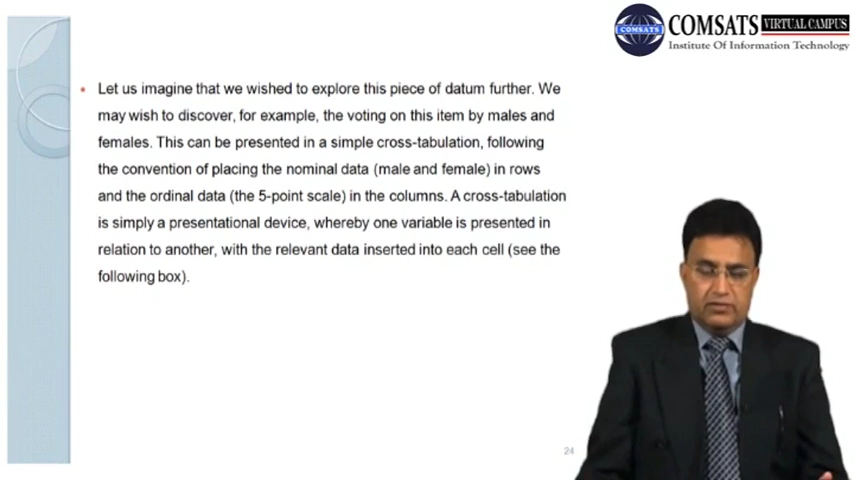 COMSATS
COMSATS VIRTUAL CAMPUS
Institute Of Information Technology
• Let us imagine that we wished to explore this piece of datum further. We
may wish to discover, for example, the voting on this item by males and
females. This can be presented in a simple cross-tabulation, following
the convention of placing the nominal data (male and female) in rows
and the ordinal data (the 5-point scale) in the columns. A cross-tabulation
is simply a presentational device, whereby one variable is presented in
relation to another, with the relevant data inserted into each cell (see the
following box).
24